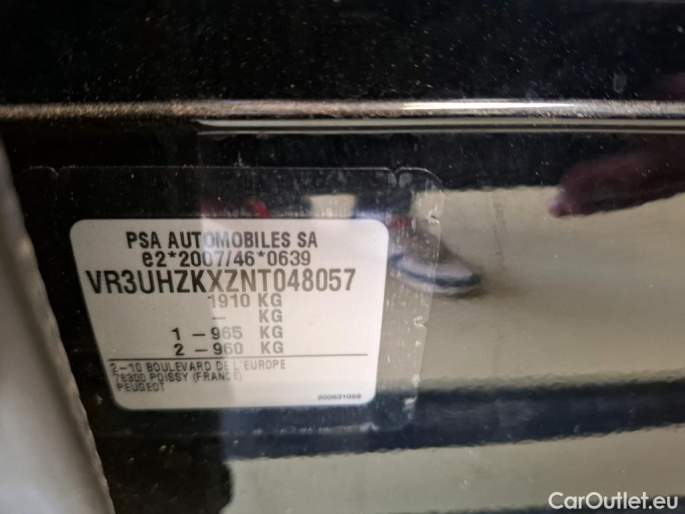 PSA AUTOMOBILES SA
e2*2007/46*0639
VR3UHZKXZNT048057
1910 KG
- KG
1 - 965 KG
2 - 960 KG
2-10 BOULEVARD DE L'EUROPE
78300 POISSY (FRANCE)
PEUGEOT
CarOutlet.eu